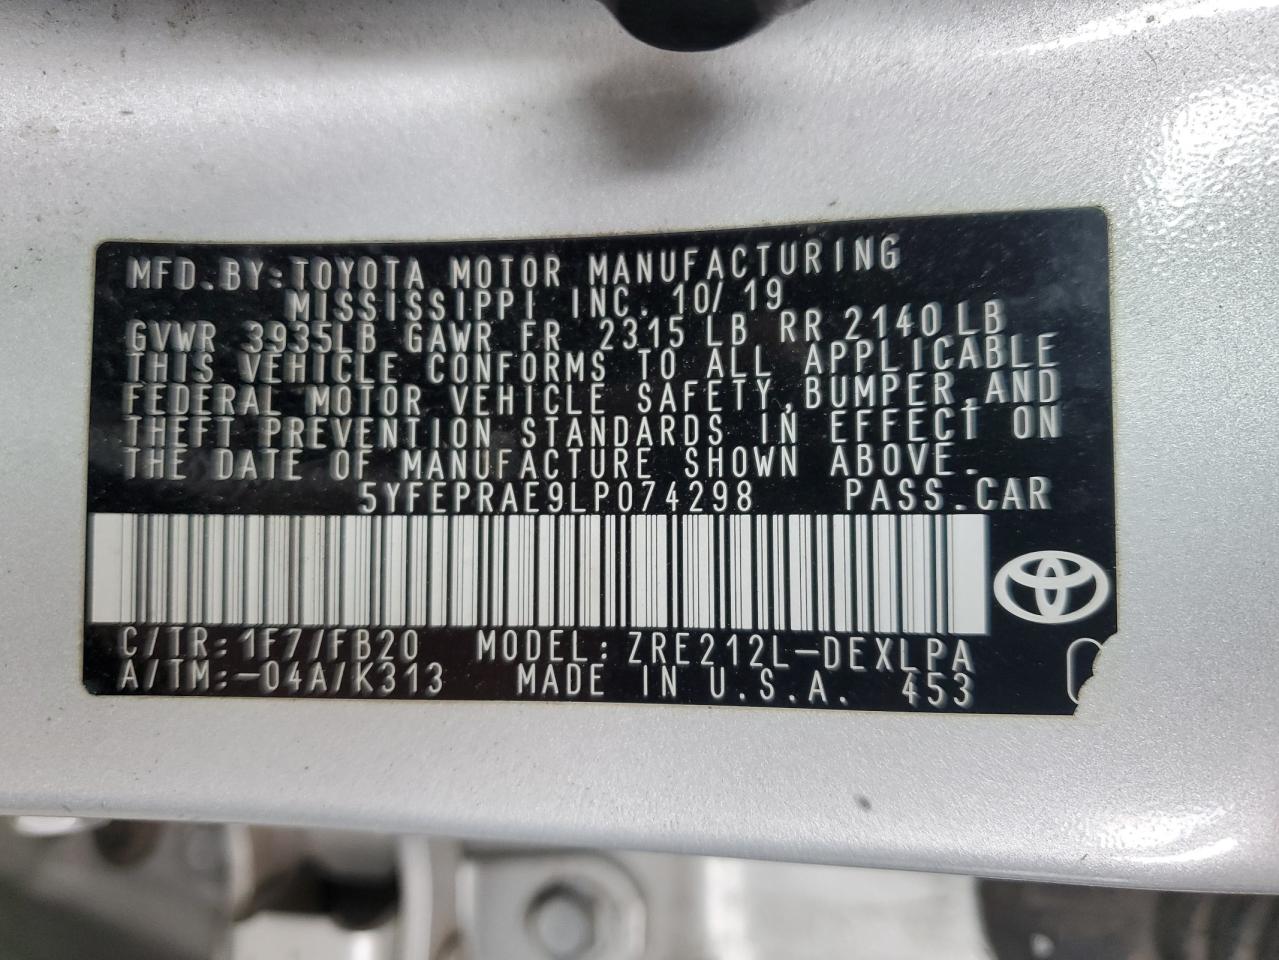 MFD.BY:TOYOTA MOTOR MANUFACTURING
MISSISSIPPI INC. 10/19
GVWR 3935LB GAWR FR 2315 LB RR 2140 LB
THIS VEHICLE CONFORMS TO ALL APPLICABLE
FEDERAL MOTOR VEHICLE SAFETY,BUMPER,AND
THEFT PREVENTION STANDARDS IN EFFECT ON
THE DATE OF MANUFACTURE SHOWN ABOVE.
5YFEPRAE9LP074298 PASS.CAR
C/TR:1F7/FB20 MODEL:ZRE212L-DEXLPA
A/TM:-04A/K313 MADE IN U.S.A. 453